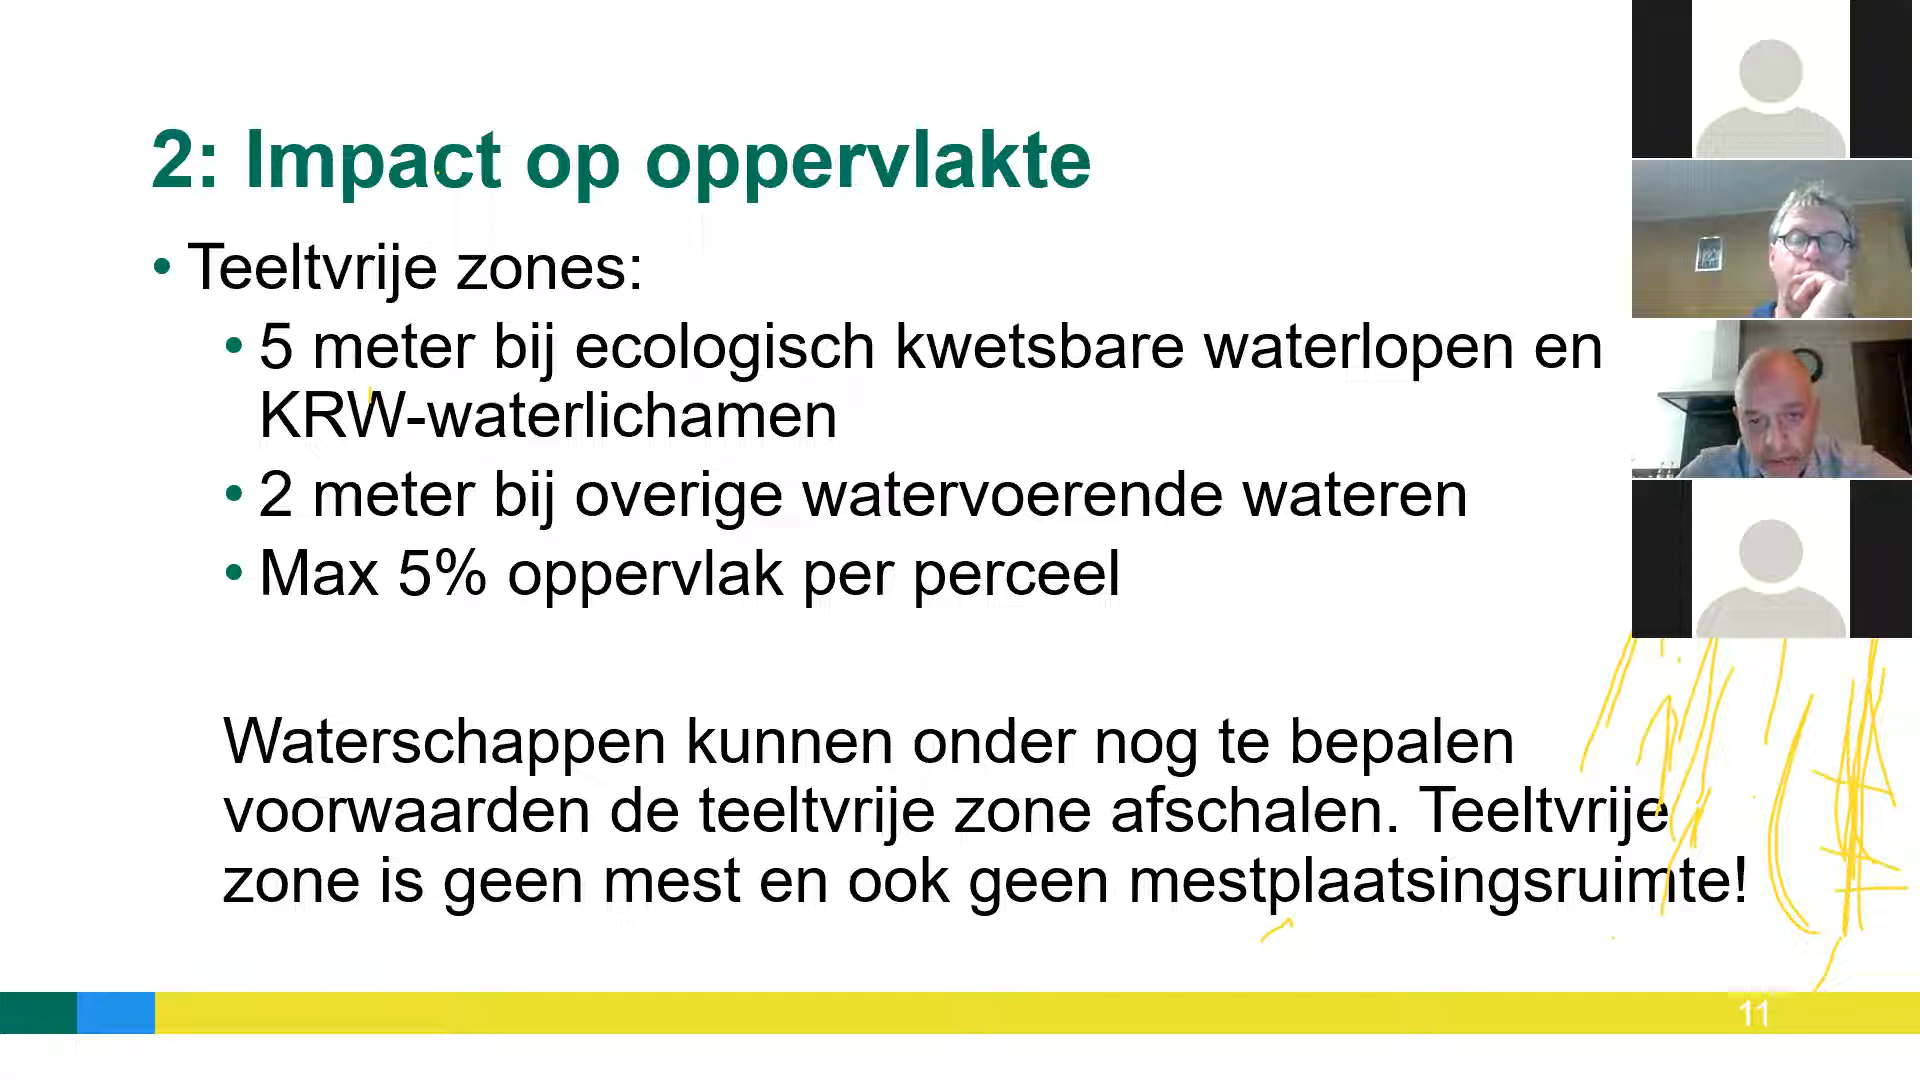 2: Impact op oppervlakte
• Teeltvrije zones:
• 5 meter bij ecologisch kwetsbare waterlopen en
KRW-waterlichamen
• 2 meter bij overige watervoerende wateren
• Max 5% oppervlak per perceel
Waterschappen kunnen onder nog te bepalen
voorwaarden de teeltvrije zone afschalen. Teeltvrije
zone is geen mest en ook geen mestplaatsingsruimte!
11